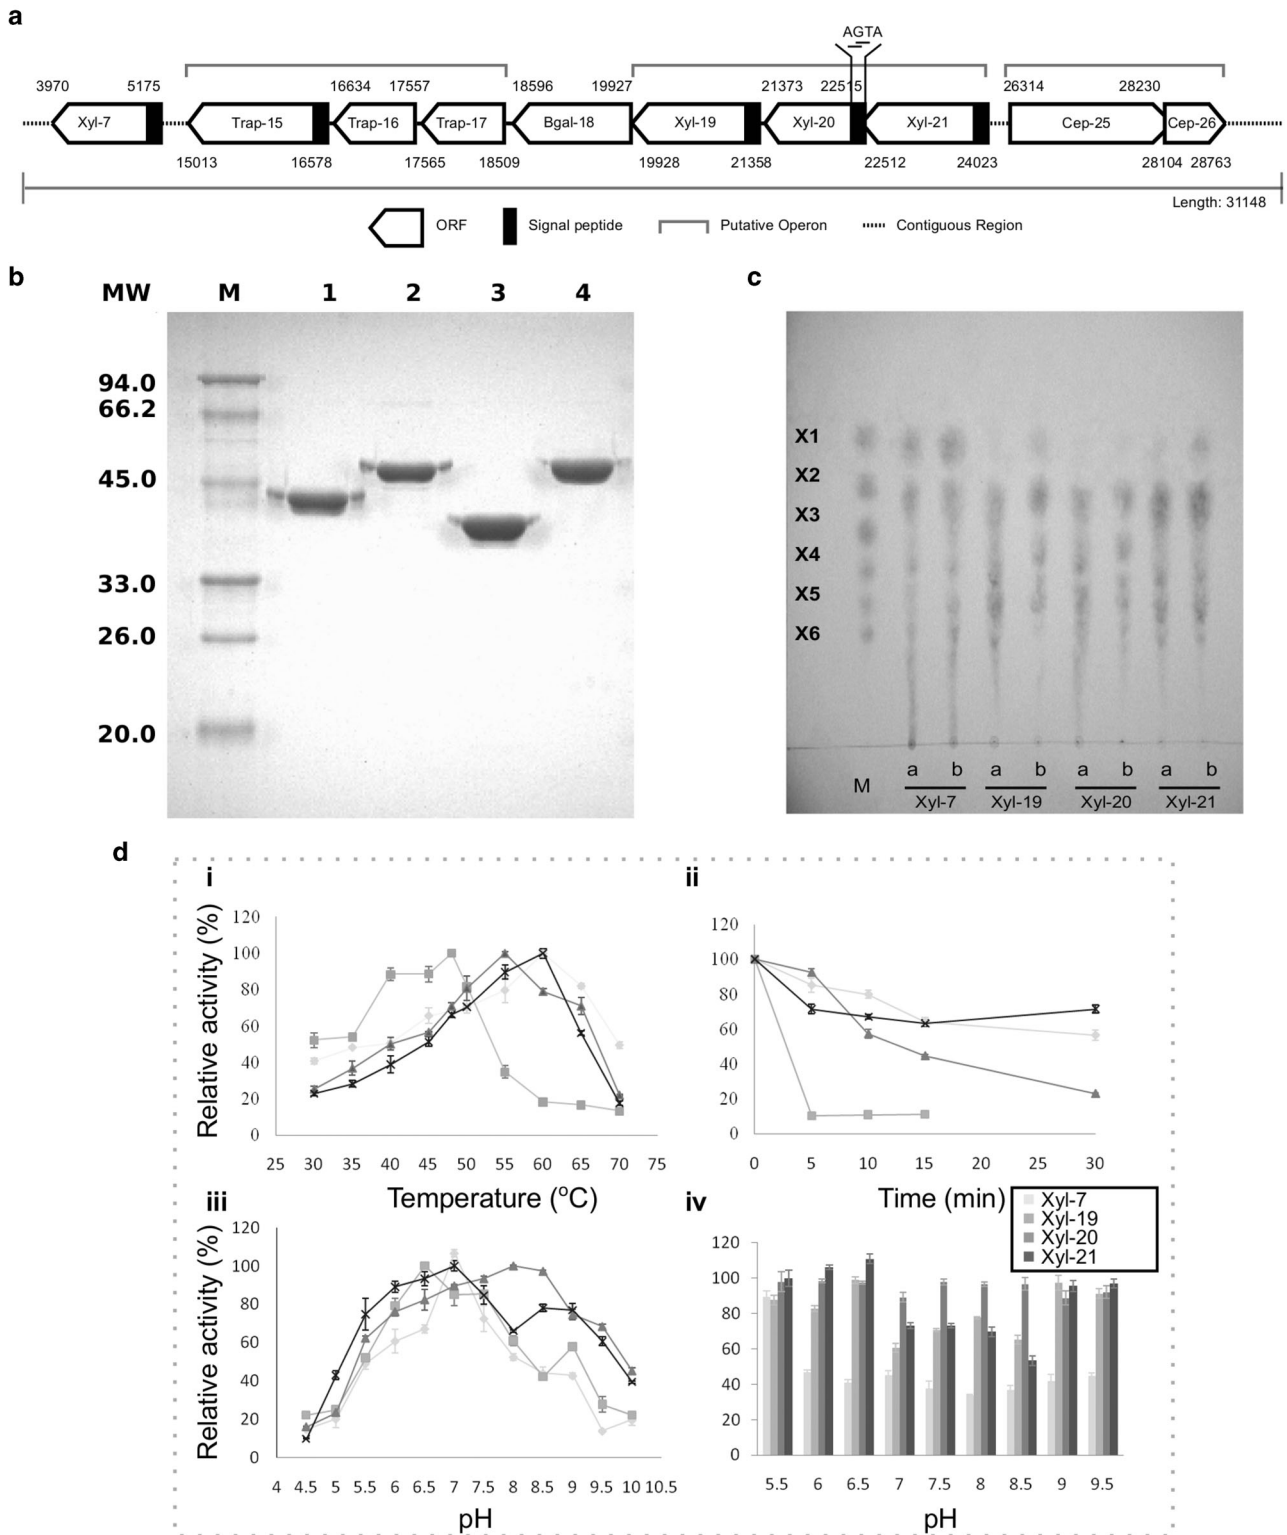 a
AGTA
3970 5175 16634 17557 18596 19927 21373 22515 26314 28230
Xyl-7 Trap-15 Trap-16 Trap-17 Bgal-18 Xyl-19 Xyl-20 Xyl-21 Cep-25 Cep-26
15013 16578 17565 18509 19928 21358 22512 24023 28104 28763
Length: 31148
ORF Signal peptide Putative Operon Contiguous Region
b
MW M 1 2 3 4
94.0
66.2
45.0
33.0
26.0
20.0
c
X1
X2
X3
X4
X5
X6
M a b a b a b a b
Xyl-7 Xyl-19 Xyl-20 Xyl-21
d
i
Relative activity (%)
120
100
80
60
40
20
0
25 30 35 40 45 50 55 60 65 70 75
Temperature (ºC)
ii
120
100
80
60
40
20
0
0 5 10 15 20 25 30
Time (min)
Xyl-7
Xyl-19
Xyl-20
Xyl-21
iii
Relative activity (%)
120
100
80
60
40
20
0
4 4.5 5 5.5 6 6.5 7 7.5 8 8.5 9 9.5 10 10.5
pH
iv
120
100
80
60
40
20
0
5.5 6 6.5 7 7.5 8 8.5 9 9.5
pH